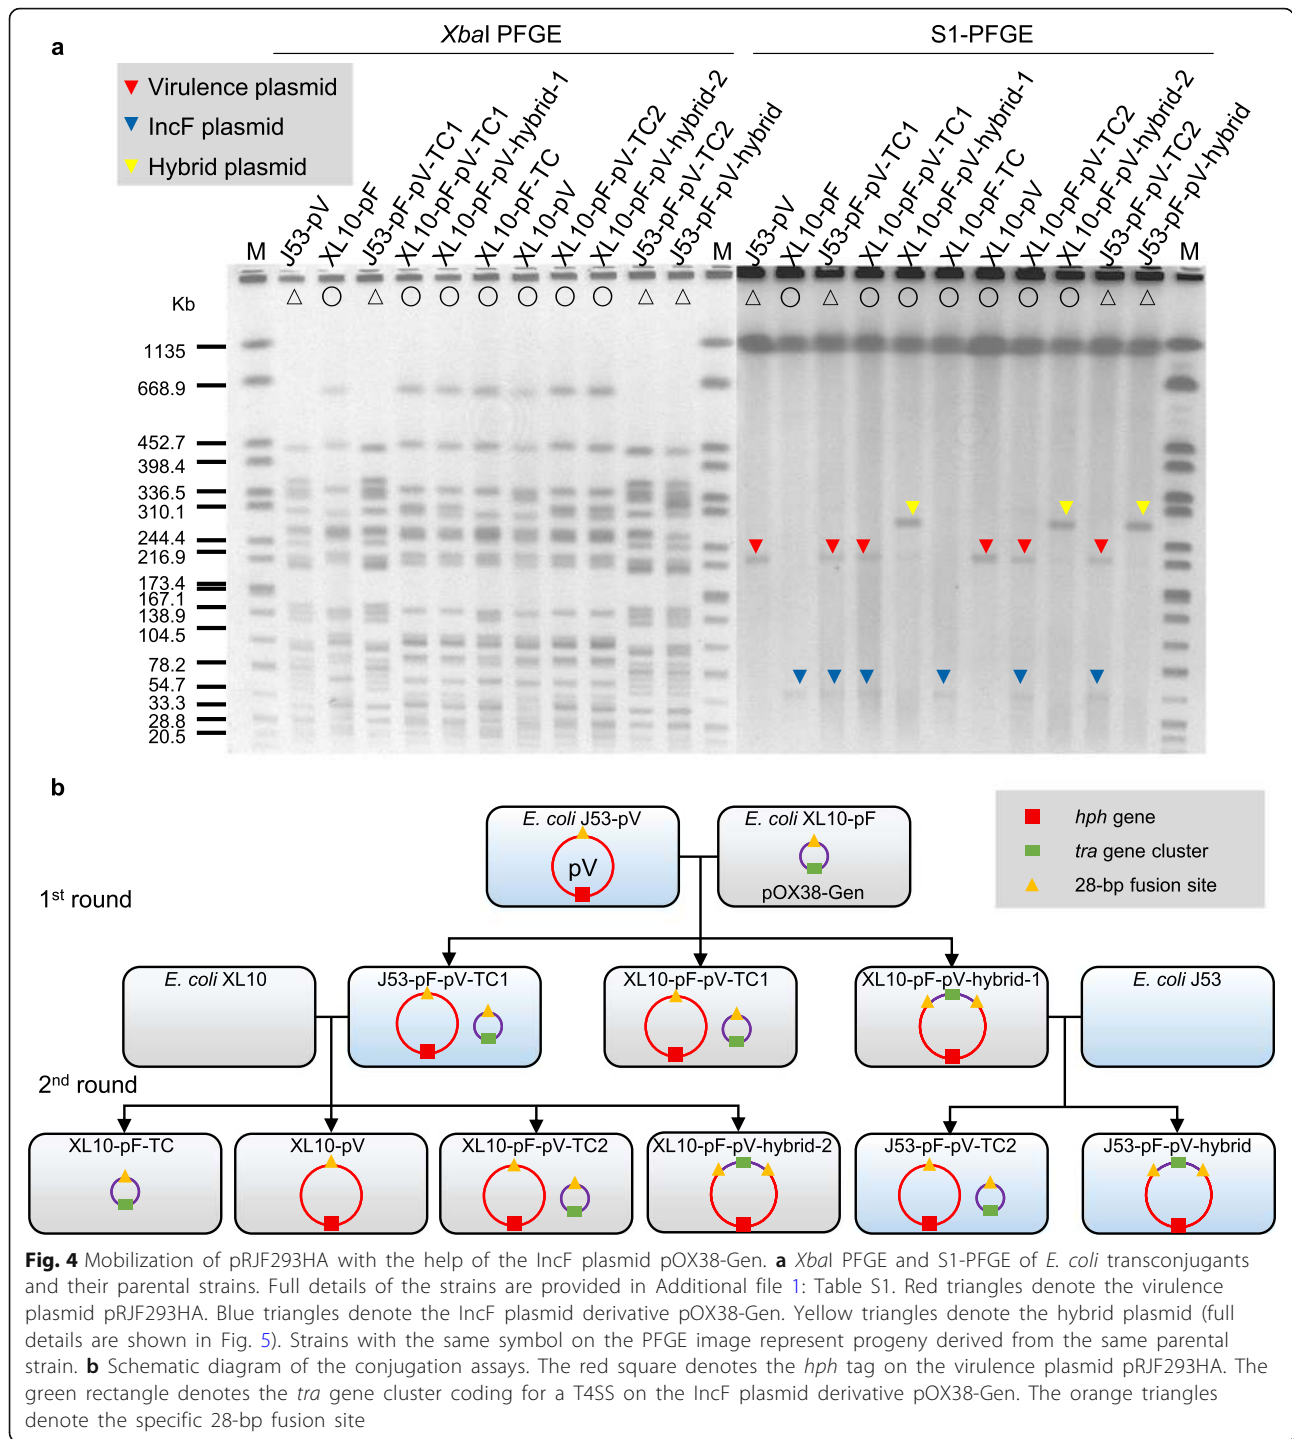 a
XbaI PFGE
S1-PFGE
Virulence plasmid
IncF plasmid
Hybrid plasmid
M
J53-pV
XL10-pF
J53-pF-pV-TC1
XL10-pF-pV-TC1
XL10-pF-pV-hybrid-1
XL10-pF-TC
XL10-pV
XL10-pF-pV-TC2
XL10-pF-pV-hybrid-2
J53-pF-pV-TC2
J53-pF-pV-hybrid
M
J53-pV
XL10-pF
J53-pF-pV-TC1
XL10-pF-pV-TC1
XL10-pF-pV-hybrid-1
XL10-pF-TC
XL10-pV
XL10-pF-pV-TC2
XL10-pF-pV-hybrid-2
J53-pF-pV-TC2
J53-pF-pV-hybrid
M
Kb
1135
668.9
452.7
398.4
336.5
310.1
244.4
216.9
173.4
167.1
138.9
104.5
78.2
54.7
33.3
28.8
20.5
b
E. coli J53-pV
pV
E. coli XL10-pF
pOX38-Gen
hph gene
tra gene cluster
28-bp fusion site
1st round
E. coli XL10
J53-pF-pV-TC1
XL10-pF-pV-TC1
XL10-pF-pV-hybrid-1
E. coli J53
2nd round
XL10-pF-TC
XL10-pV
XL10-pF-pV-TC2
XL10-pF-pV-hybrid-2
J53-pF-pV-TC2
J53-pF-pV-hybrid
Fig. 4 Mobilization of pRJF293HA with the help of the IncF plasmid pOX38-Gen. a XbaI PFGE and S1-PFGE of E. coli transconjugants
and their parental strains. Full details of the strains are provided in Additional file 1: Table S1. Red triangles denote the virulence
plasmid pRJF293HA. Blue triangles denote the IncF plasmid derivative pOX38-Gen. Yellow triangles denote the hybrid plasmid (full
details are shown in Fig. 5). Strains with the same symbol on the PFGE image represent progeny derived from the same parental
strain. b Schematic diagram of the conjugation assays. The red square denotes the hph tag on the virulence plasmid pRJF293HA. The
green rectangle denotes the tra gene cluster coding for a T4SS on the IncF plasmid derivative pOX38-Gen. The orange triangles
denote the specific 28-bp fusion site